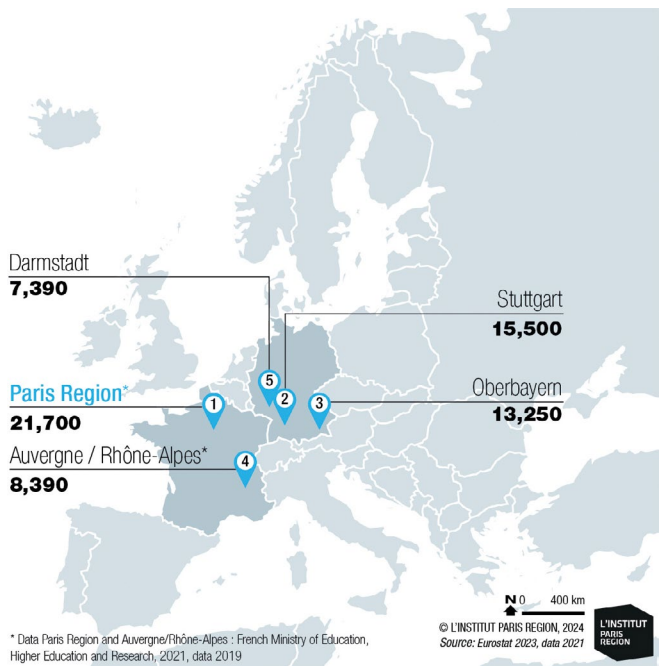 Darmstadt
7,390
Stuttgart
15,500
5
2
Paris Region*
1
3
Oberbayern
21,700
13,250
Auvergne / Rhône-Alpes*
4
8,390
N 0 400 km
© L'INSTITUT PARIS REGION, 2024
Source: Eurostat 2023, data 2021
L'INSTITUT
PARIS
REGION
* Data Paris Region and Auvergne/Rhône-Alpes : French Ministry of Education,
Higher Education and Research, 2021, data 2019